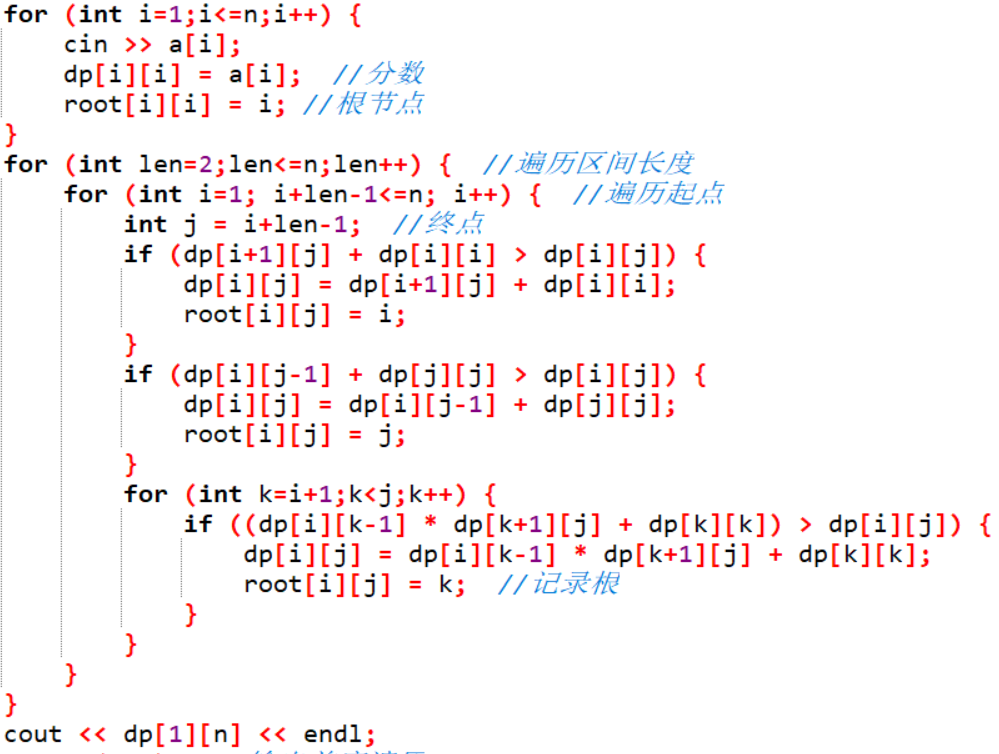 for (int i=1;i<=n;i++) {
    cin >> a[i];
    dp[i][i] = a[i];  //分数
    root[i][i] = i; //根节点
}
for (int len=2;len<=n;len++) {  //遍历区间长度
    for (int i=1; i+len-1<=n; i++) {  //遍历起点
        int j = i+len-1;  //终点
        if (dp[i+1][j] + dp[i][i] > dp[i][j]) {
            dp[i][j] = dp[i+1][j] + dp[i][i];
            root[i][j] = i;
        }
        if (dp[i][j-1] + dp[j][j] > dp[i][j]) {
            dp[i][j] = dp[i][j-1] + dp[j][j];
            root[i][j] = j;
        }
        for (int k=i+1;k<j;k++) {
            if ((dp[i][k-1] * dp[k+1][j] + dp[k][k]) > dp[i][j]) {
                dp[i][j] = dp[i][k-1] * dp[k+1][j] + dp[k][k];
                root[i][j] = k;  //记录根
            }
        }
    }
}
cout << dp[1][n] << endl;